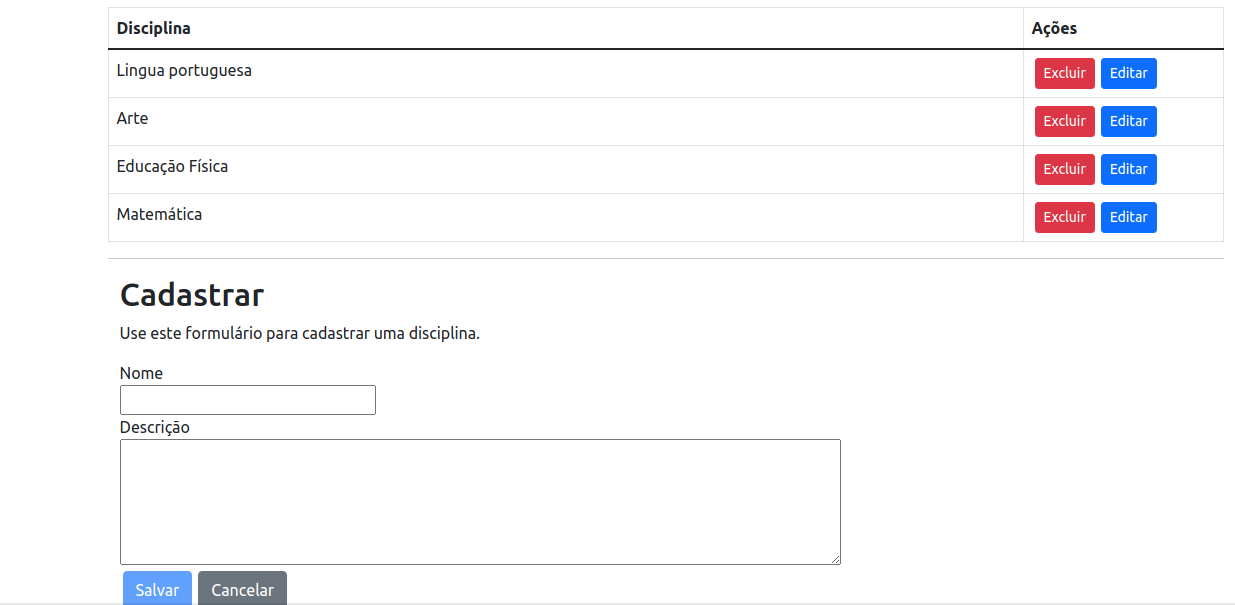 Disciplina Ações
Lingua portuguesa Excluir Editar
Arte Excluir Editar
Educação Física Excluir Editar
Matemática Excluir Editar
Cadastrar
Use este formulário para cadastrar uma disciplina.
Nome
Descrição
Salvar Cancelar